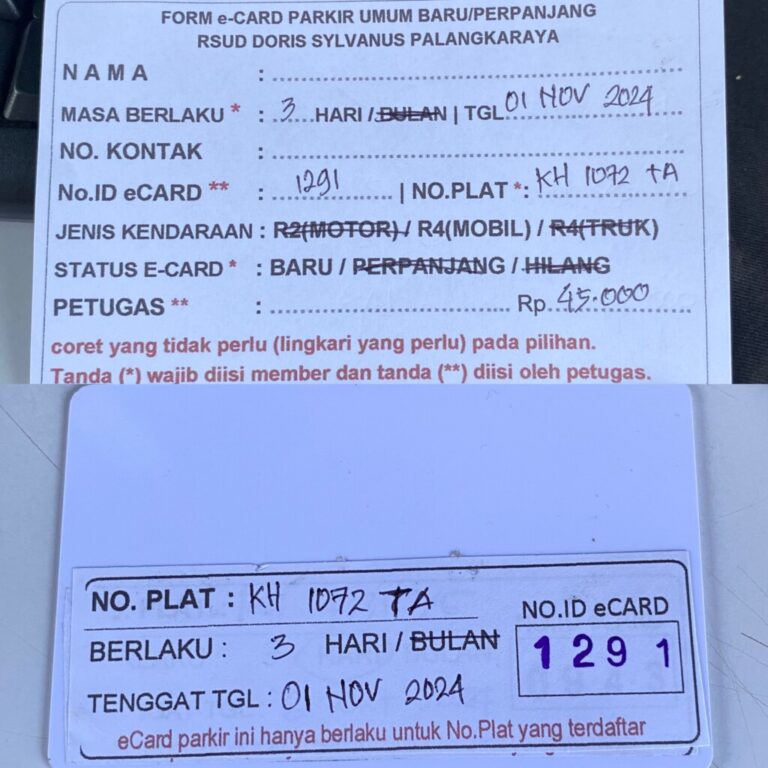 FORM e-CARD PARKIR UMUM BARU/PERPANJANG
RSUD DORIS SYLVANUS PALANGKARAYA
NAMA : ..............................
MASA BERLAKU * : 3 HARI / BULAN | TGL 01 NOV 2024
NO. KONTAK : ..............................
No.ID eCARD ** : 1291 | NO.PLAT *: KH 1072 TA
JENIS KENDARAAN : R2(MOTOR) / R4(MOBIL) / R4(TRUK)
STATUS E-CARD * : BARU / PERPANJANG / HILANG
PETUGAS ** : .............................. Rp 45.000
coret yang tidak perlu (lingkari yang perlu) pada pilihan.
Tanda (*) wajib diisi member dan tanda (**) diisi oleh petugas.
NO. PLAT : KH 1072 TA
BERLAKU : 3 HARI / BULAN
TENGGAT TGL : 01 NOV 2024
NO.ID eCARD
1291
eCard parkir ini hanya berlaku untuk No.Plat yang terdaftar